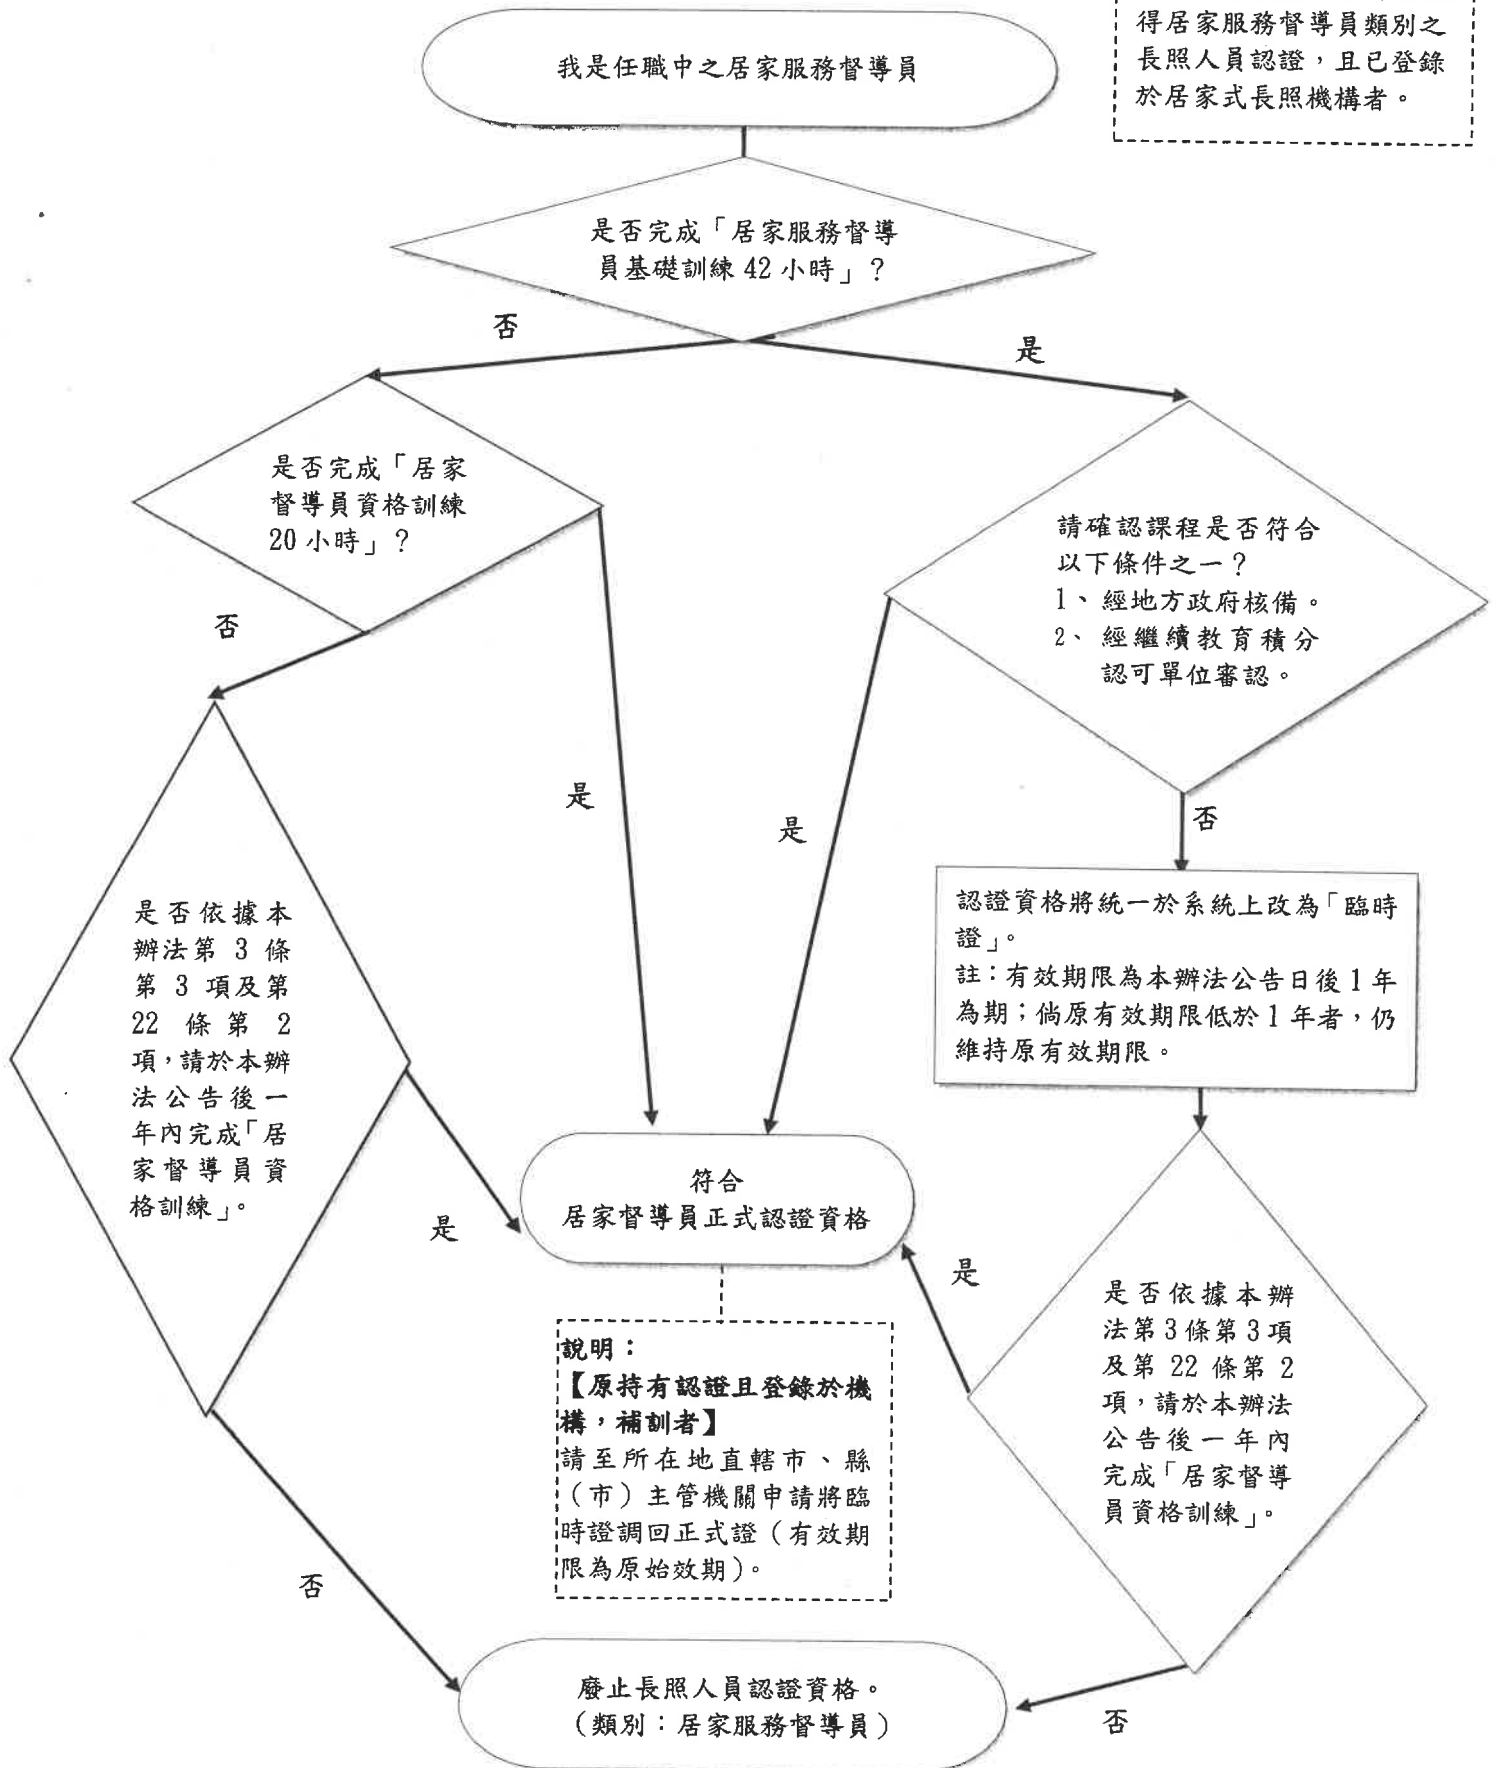 得居家服務督導員類別之
長照人員認證，且已登錄
於居家式長照機構者。
我是任職中之居家服務督導員
是否完成「居家服務督導
員基礎訓練 42 小時」？
否
是
是否完成「居家
督導員資格訓練
20 小時」？
請確認課程是否符合
以下條件之一？
1、 經地方政府核備。
2、 經繼續教育積分
認可單位審認。
否
是
是
否
認證資格將統一於系統上改為「臨時
證」。
註：有效期限為本辦法公告日後 1 年
為期；倘原有效期限低於 1 年者，仍
維持原有效期限。
是否依據本
辦法第 3 條
第 3 項及第
22 條第 2
項，請於本辦
法公告後一
年內完成「居
家督導員資
格訓練」。
是
符合
居家督導員正式認證資格
是
是否依據本辦
法第 3 條第 3 項
及第 22 條第 2
項，請於本辦法
公告後一年內
完成「居家督導
員資格訓練」。
說明：
【原持有認證且登錄於機
構，補訓者】
請至所在地直轄市、縣
（市）主管機關申請將臨
時證調回正式證（有效期
限為原始效期）。
否
廢止長照人員認證資格。
（類別：居家服務督導員）
否